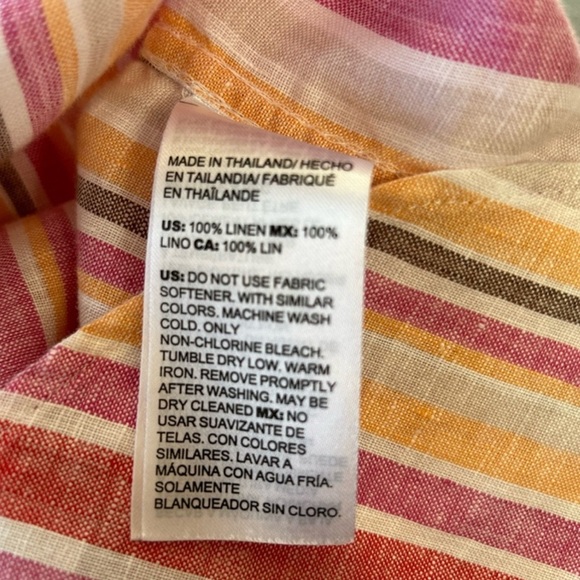 MADE IN THAILAND/ HECHO
EN TAILANDIA/ FABRIQUÉ
EN THAÏLANDE
US: 100% LINEN MX: 100%
LINO CA: 100% LIN
US: DO NOT USE FABRIC
SOFTENER. WITH SIMILAR
COLORS. MACHINE WASH
COLD. ONLY
NON-CHLORINE BLEACH.
TUMBLE DRY LOW. WARM
IRON. REMOVE PROMPTLY
AFTER WASHING. MAY BE
DRY CLEANED MX: NO
USAR SUAVIZANTE DE
TELAS. CON COLORES
SIMILARES. LAVAR A
MÁQUINA CON AGUA FRÍA.
SOLAMENTE
BLANQUEADOR SIN CLORO.